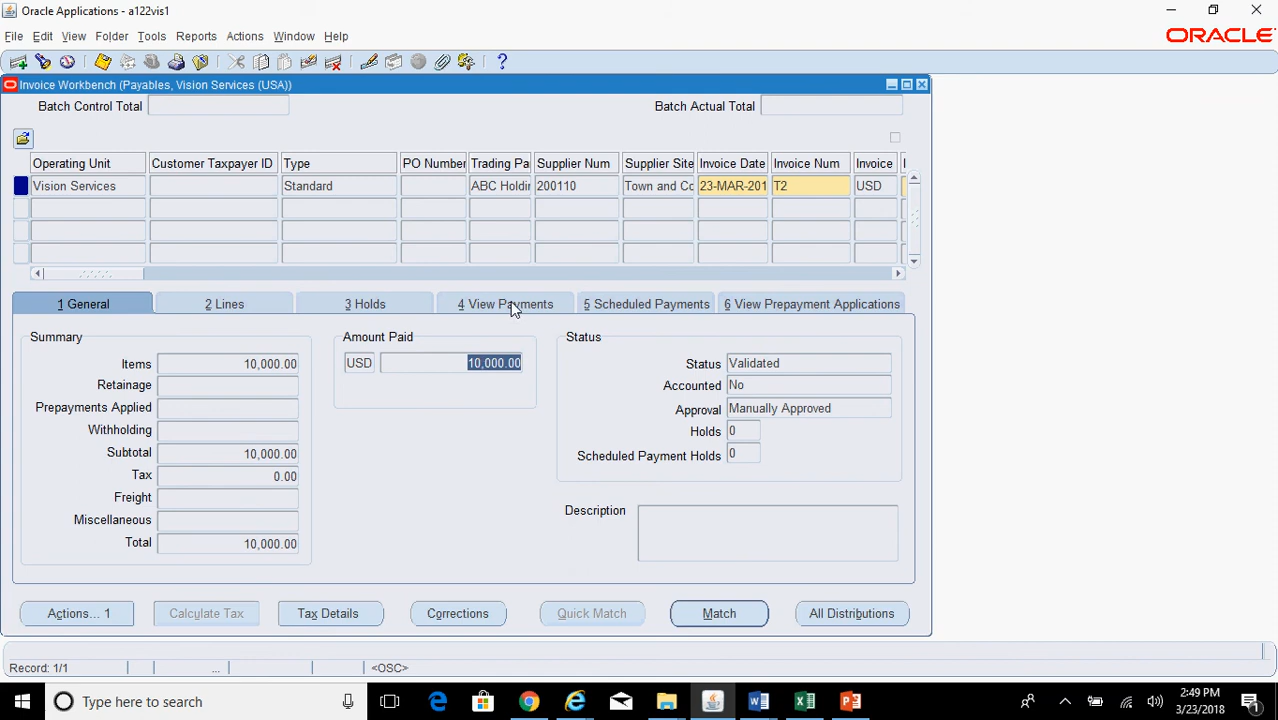 Oracle Applications - a122vis1
File Edit View Folder Tools Reports Actions Window Help
ORACLE
Invoice Workbench (Payables, Vision Services (USA))
Batch Control Total Batch Actual Total
Operating Unit Customer Taxpayer ID Type PO Number Trading Pa Supplier Num Supplier Site Invoice Date Invoice Num Invoice
Vision Services Standard ABC Holdin 200110 Town and Co 23-MAR-201 T2 USD
1 General 2 Lines 3 Holds 4 View Payments 5 Scheduled Payments 6 View Prepayment Applications
Summary Amount Paid Status
Items 10,000.00 USD 10,000.00 Status Validated
Retainage Accounted No
Prepayments Applied Approval Manually Approved
Withholding Holds 0
Subtotal 10,000.00 Scheduled Payment Holds 0
Tax 0.00
Freight Description
Miscellaneous
Total 10,000.00
Actions... 1 Calculate Tax Tax Details Corrections Quick Match Match All Distributions
Record: 1/1 ... <OSC>
Type here to search
2:49 PM
3/23/2018
1